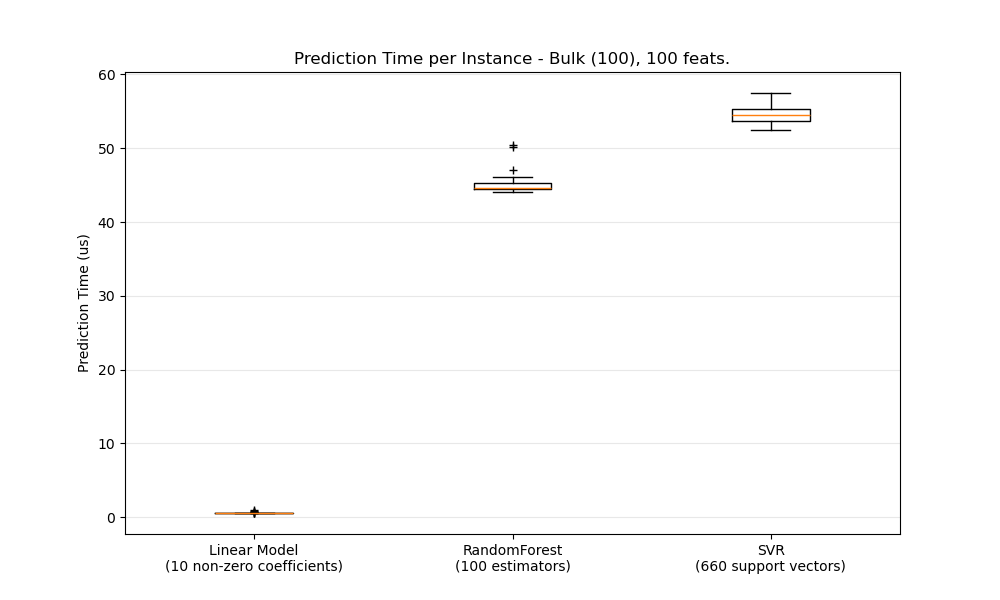 Prediction Time per Instance - Bulk (100), 100 feats.
60
50
40
30
20
10
0
Prediction Time (us)
Linear Model
(10 non-zero coefficients)
RandomForest
(100 estimators)
SVR
(660 support vectors)